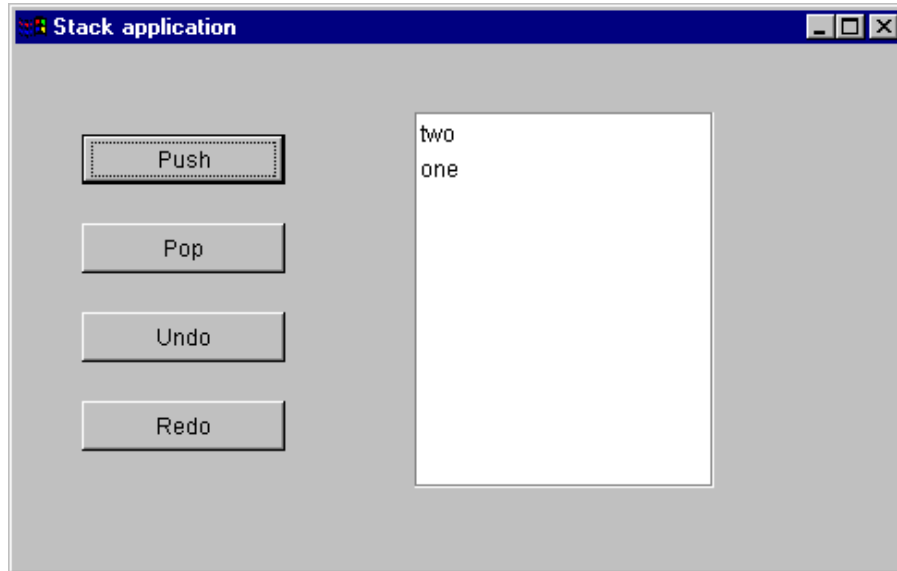 Stack application
Push
Pop
Undo
Redo
two
one